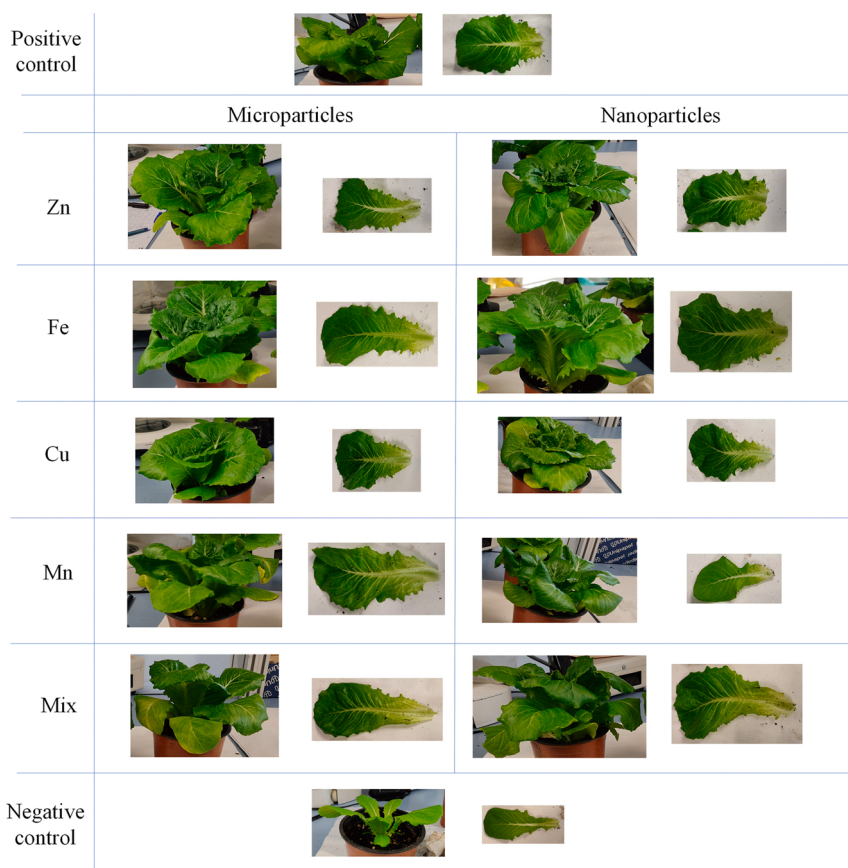 Positive
control
Microparticles
Nanoparticles
Zn
Fe
Cu
Mn
Mix
Negative
control